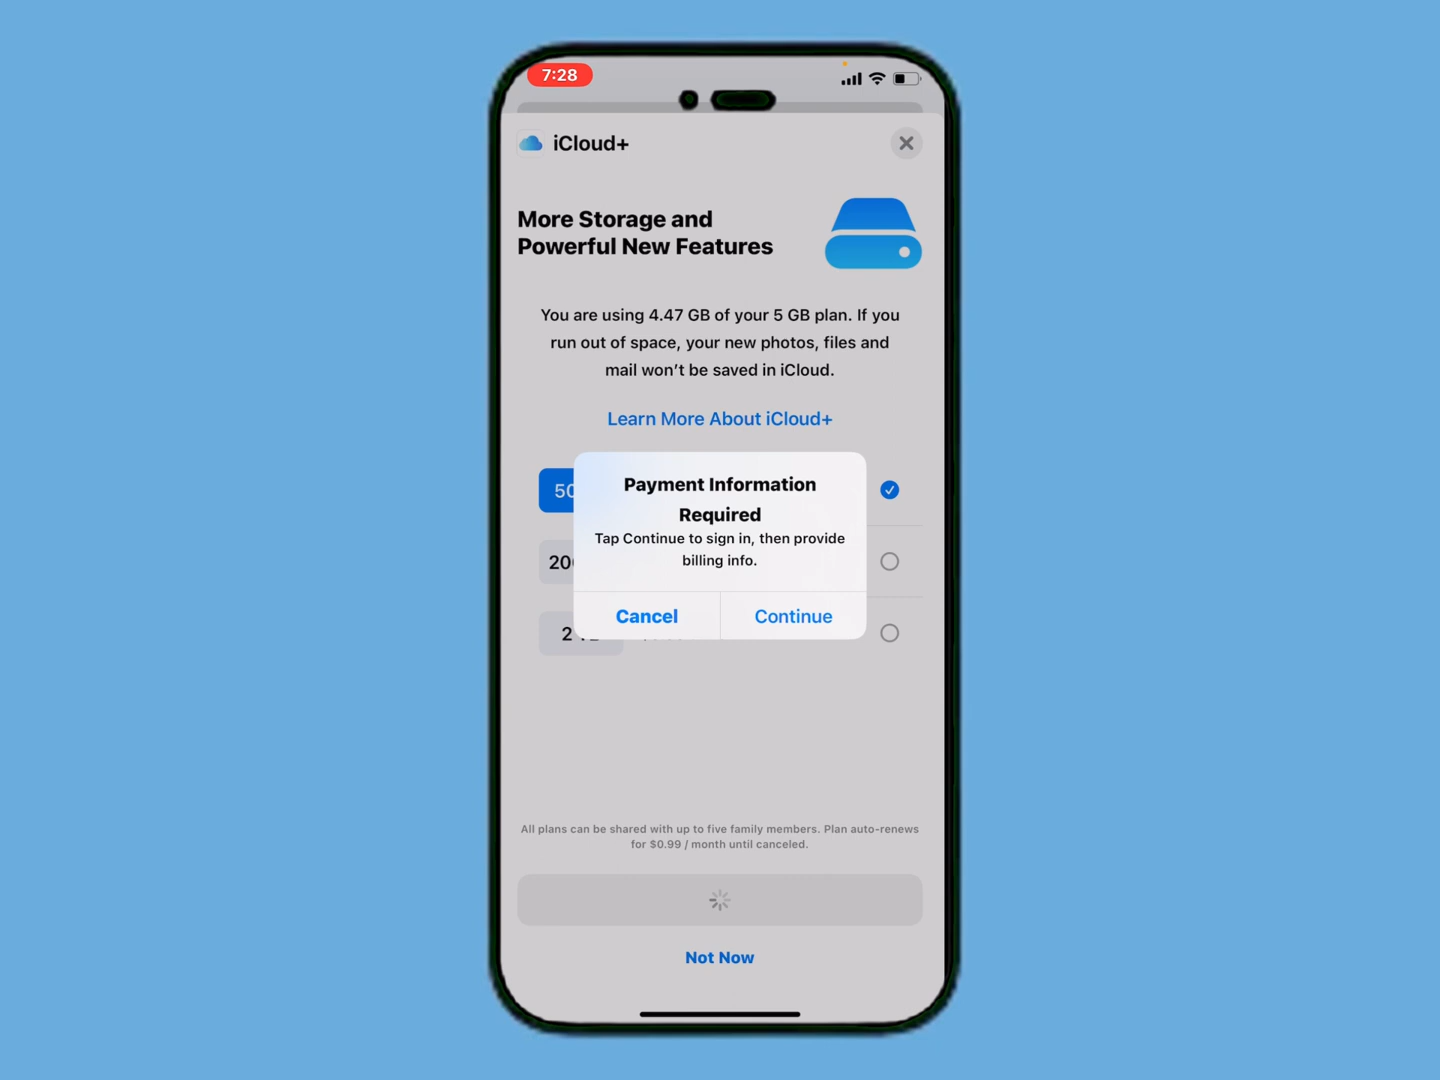 7:28
iCloud+
More Storage and
Powerful New Features
You are using 4.47 GB of your 5 GB plan. If you
run out of space, your new photos, files and
mail won’t be saved in iCloud.
Learn More About iCloud+
Payment Information
Required
Tap Continue to sign in, then provide
billing info.
Cancel
Continue
All plans can be shared with up to five family members. Plan auto-renews
for $0.99 / month until canceled.
Not Now